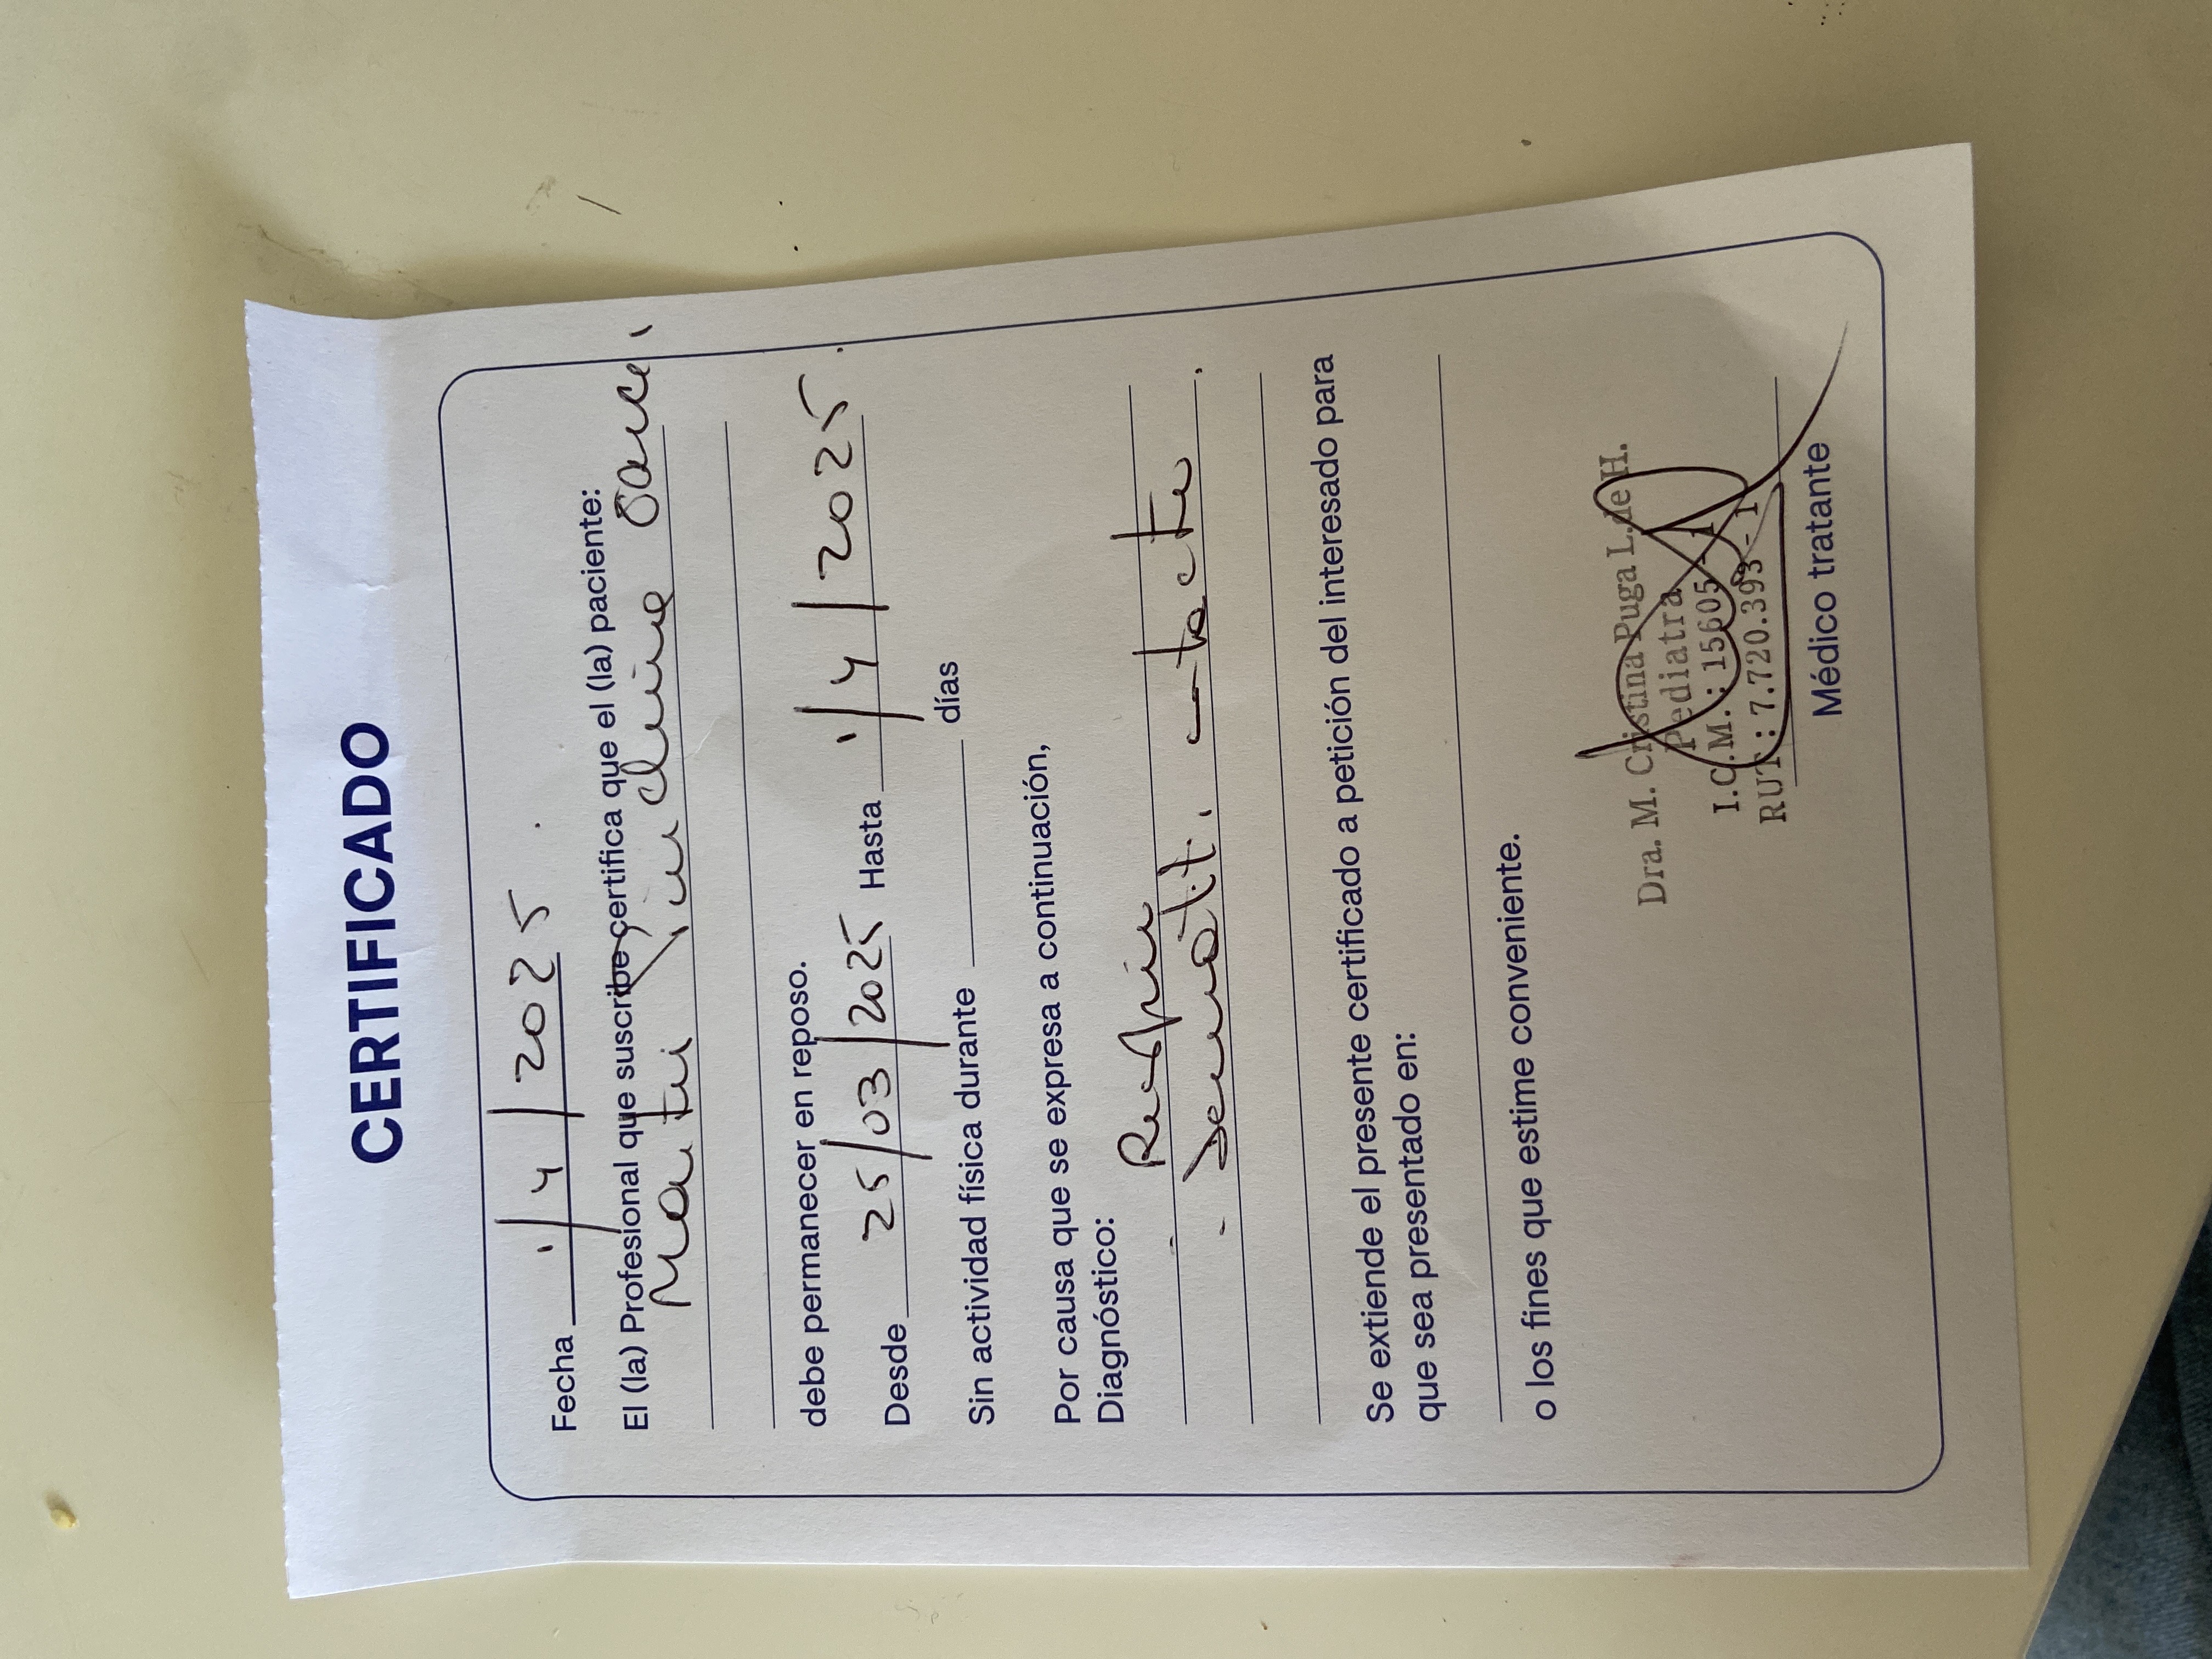 CERTIFICADO
Fecha 1/4/2025.
El (la) Profesional que suscribe certifica que el (la) paciente:
debe permanecer en reposo.
Desde 25/03/2025 Hasta 1/4/2025.
Sin actividad física durante días
Por causa que se expresa a continuación,
Diagnóstico:
Se extiende el presente certificado a petición del interesado para
que sea presentado en:
o los fines que estime conveniente.
Dra. M. Cristina Puga L. de H.
Pediatra
I.C.M.: 15605-1
RUT: 7.720.393-1
Médico tratante